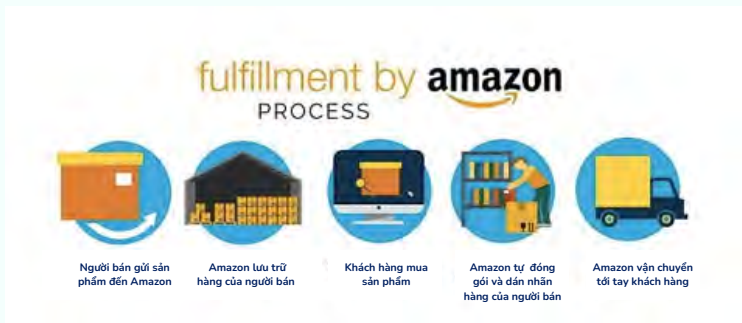 fulfillment by amazon
PROCESS
Người bán gửi sản
phẩm đến Amazon
Amazon lưu trữ
hàng của người bán
Khách hàng mua
sản phẩm
Amazon tự đóng
gói và dán nhãn
hàng của người bán
Amazon vận chuyển
tới tay khách hàng